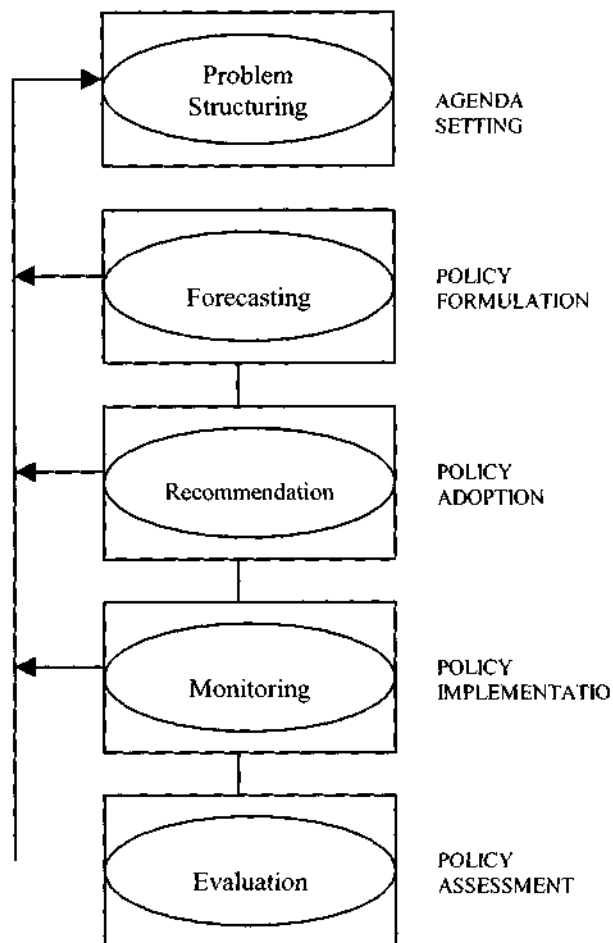 Problem
Structuring
AGENDA
SETTING
Forecasting
POLICY
FORMULATION
Recommendation
POLICY
ADOPTION
Monitoring
POLICY
IMPLEMENTATIO
Evaluation
POLICY
ASSESSMENT